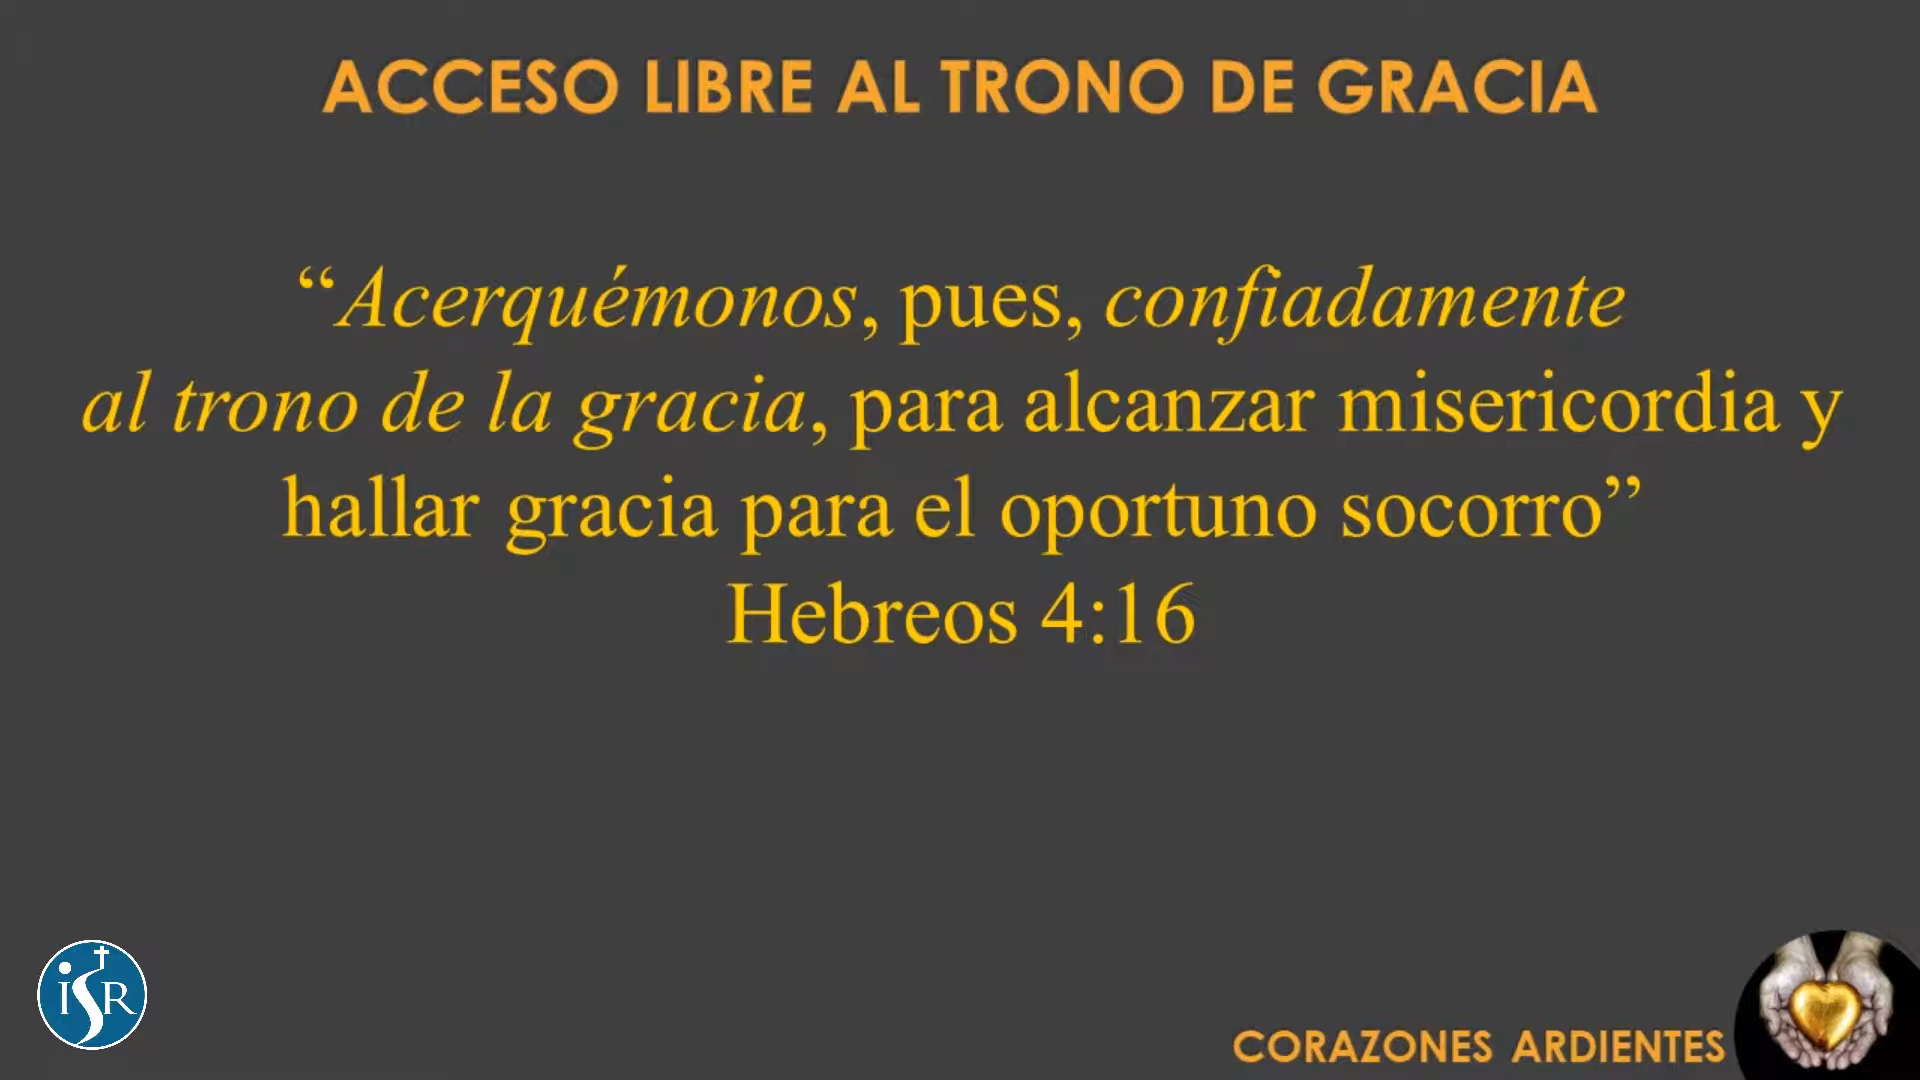 ACCESO LIBRE AL TRONO DE GRACIA
“Acerquémonos, pues, confiadamente
al trono de la gracia, para alcanzar misericordia y
hallar gracia para el oportuno socorro”
Hebreos 4:16
iSR
CORAZONES ARDIENTES